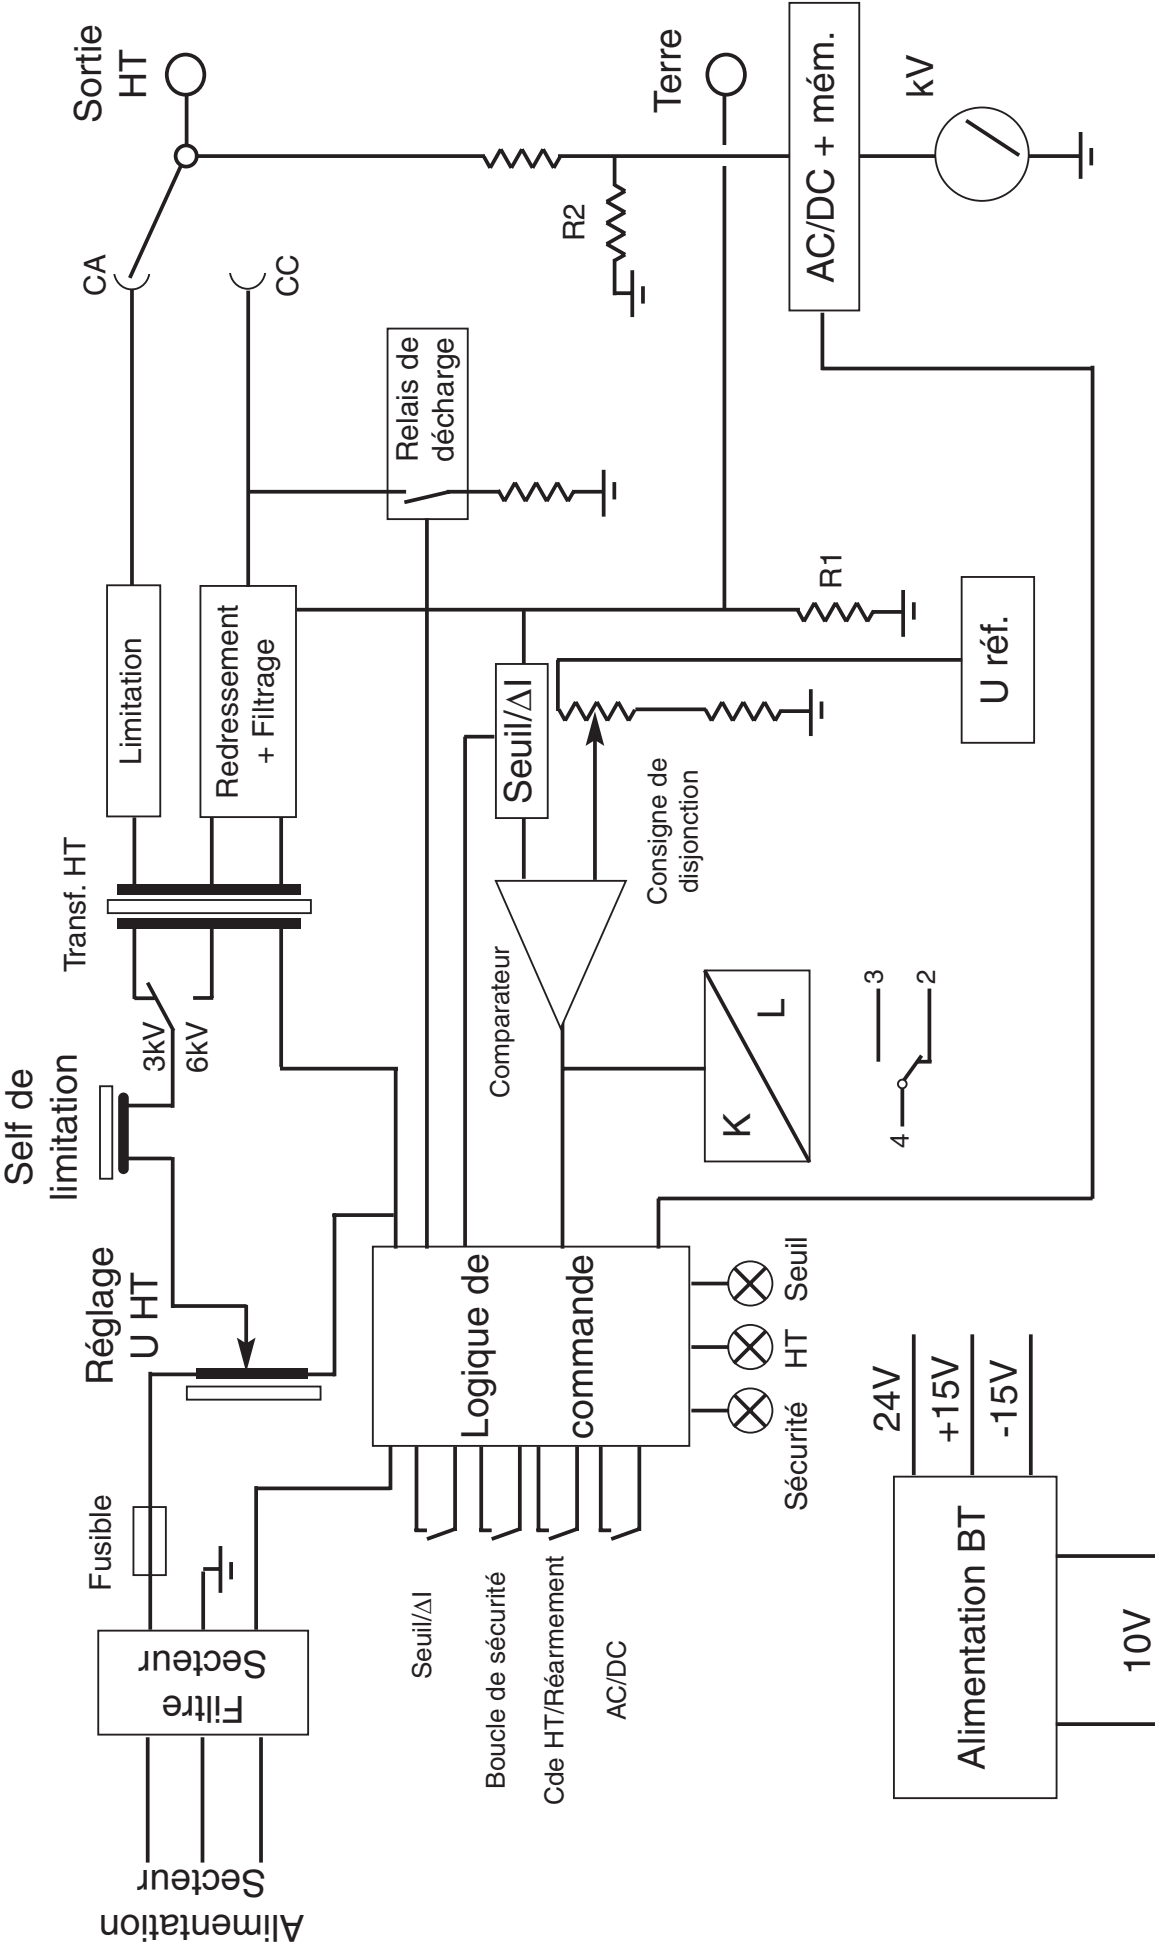 Alimentation
Secteur
Filtre
Secteur
Fusible
Réglage
U HT
Self de
limitation
3kV
6kV
Transf. HT
Limitation
Redressement
+ Filtrage
CA
CC
Sortie
HT
Relais de
décharge
R2
Terre
AC/DC + mém.
kV
R1
U réf.
Seuil/ΔI
Consigne de
disjonction
Comparateur
K
L
4
3
2
Logique de
commande
Seuil/ΔI
Boucle de sécurité
Cde HT/Réarmement
AC/DC
Sécurité
HT
Seuil
Alimentation BT
24V
+15V
-15V
10V